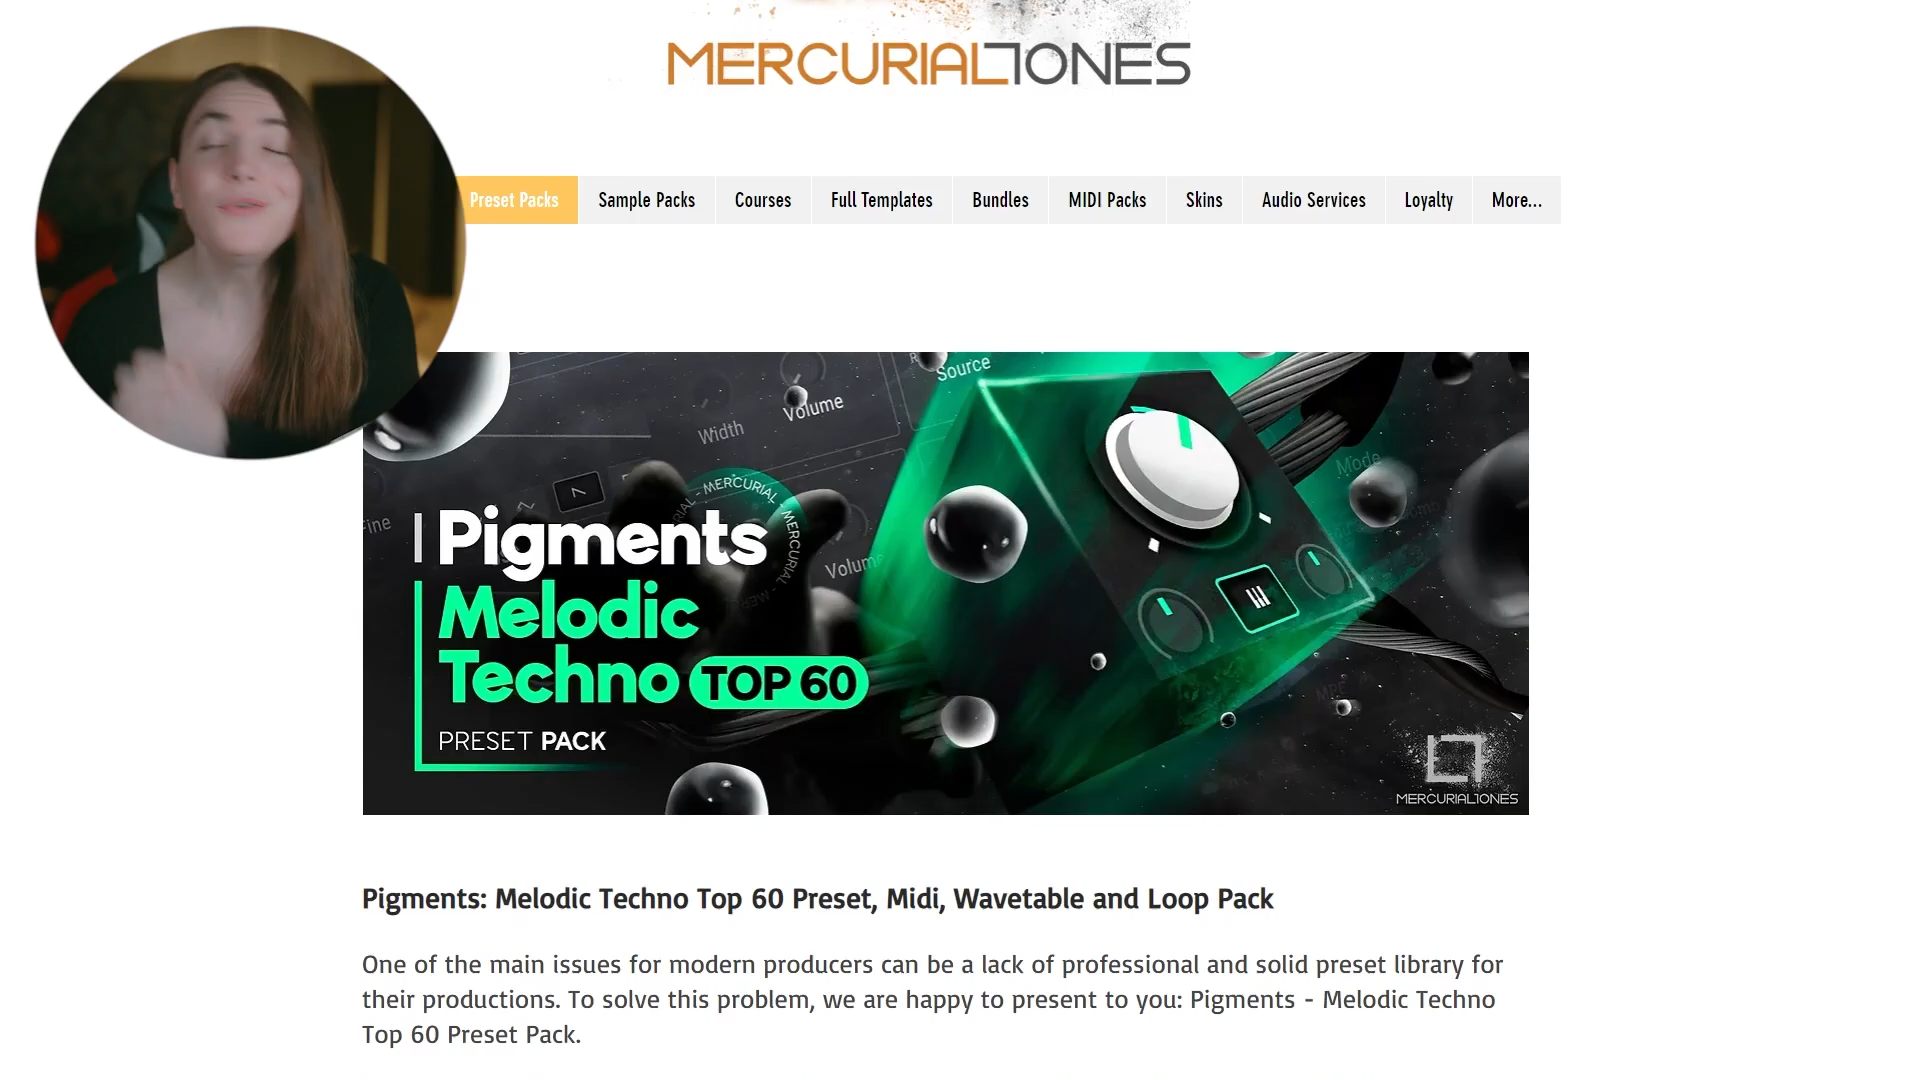 MERCURIALTONES
Preset Packs
Sample Packs
Courses
Full Templates
Bundles
MIDI Packs
Skins
Audio Services
Loyalty
More...
Source
Volume
Width
Mode
MERCURIAL - MERCURIAL
Fine
Volume
Pigments
Melodic
Techno TOP 60
PRESET PACK
MERCURIALTONES
Pigments: Melodic Techno Top 60 Preset, Midi, Wavetable and Loop Pack
One of the main issues for modern producers can be a lack of professional and solid preset library for
their productions. To solve this problem, we are happy to present to you: Pigments - Melodic Techno
Top 60 Preset Pack.